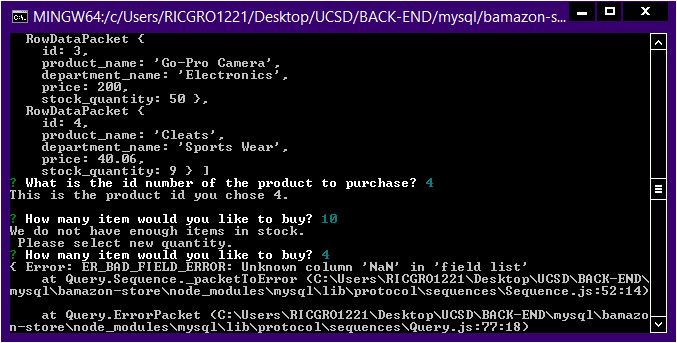 MINGW64:/c/Users/RICGRO1221/Desktop/UCSD/BACK-END/mysql/bamazon-s...
RowDataPacket {
id: 3,
product_name: 'Go-Pro Camera',
department_name: 'Electronics',
price: 200,
stock_quantity: 50 },
RowDataPacket {
id: 4,
product_name: 'Cleats',
department_name: 'Sports Wear',
price: 40.06,
stock_quantity: 9 } ]
? What is the id number of the product to purchase? 4
This is the product id you chose 4.
? How many item would you like to buy? 10
We do not have enough items in stock.
Please select new quantity.
? How many item would you like to buy? 4
{ Error: ER_BAD_FIELD_ERROR: Unknown column 'NaN' in 'field list'
at Query.Sequence._packetToError (C:\Users\RICGRO1221\Desktop\UCSD\BACK-END\
mysql\bamazon-store\node_modules\mysql\lib\protocol\sequences\Sequence.js:52:14)
at Query.ErrorPacket (C:\Users\RICGRO1221\Desktop\UCSD\BACK-END\mysql\bamazo
n-store\node_modules\mysql\lib\protocol\sequences\Query.js:77:18)